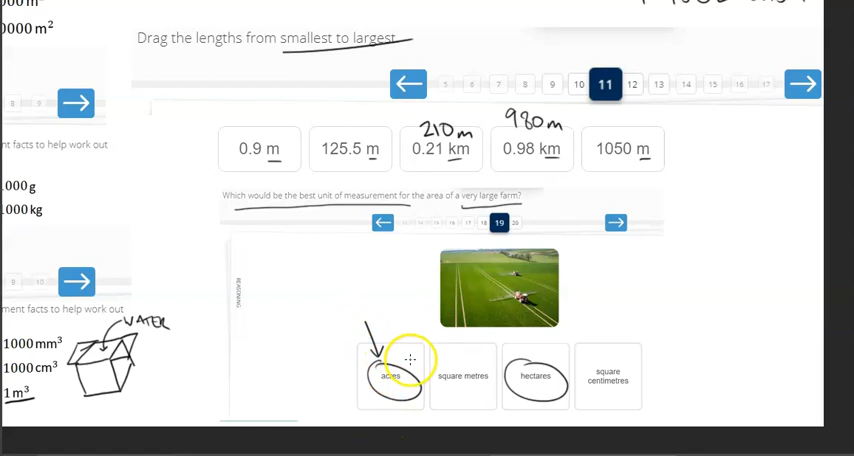 0000 m²
Drag the lengths from smallest to largest
5 6 7 8 9 10 11 12 13 14 15 16 17
8 9
210 m 980 m
0.9 m 125.5 m 0.21 km 0.98 km 1050 m
nt facts to help work out
000 g
1000 kg
Which would be the best unit of measurement for the area of a very large farm?
15 16 17 18 19 20
REASONING
9 10
ment facts to help work out
WATER
1000 mm³
1000 cm³
1 m³
acres square metres hectares square
centimetres